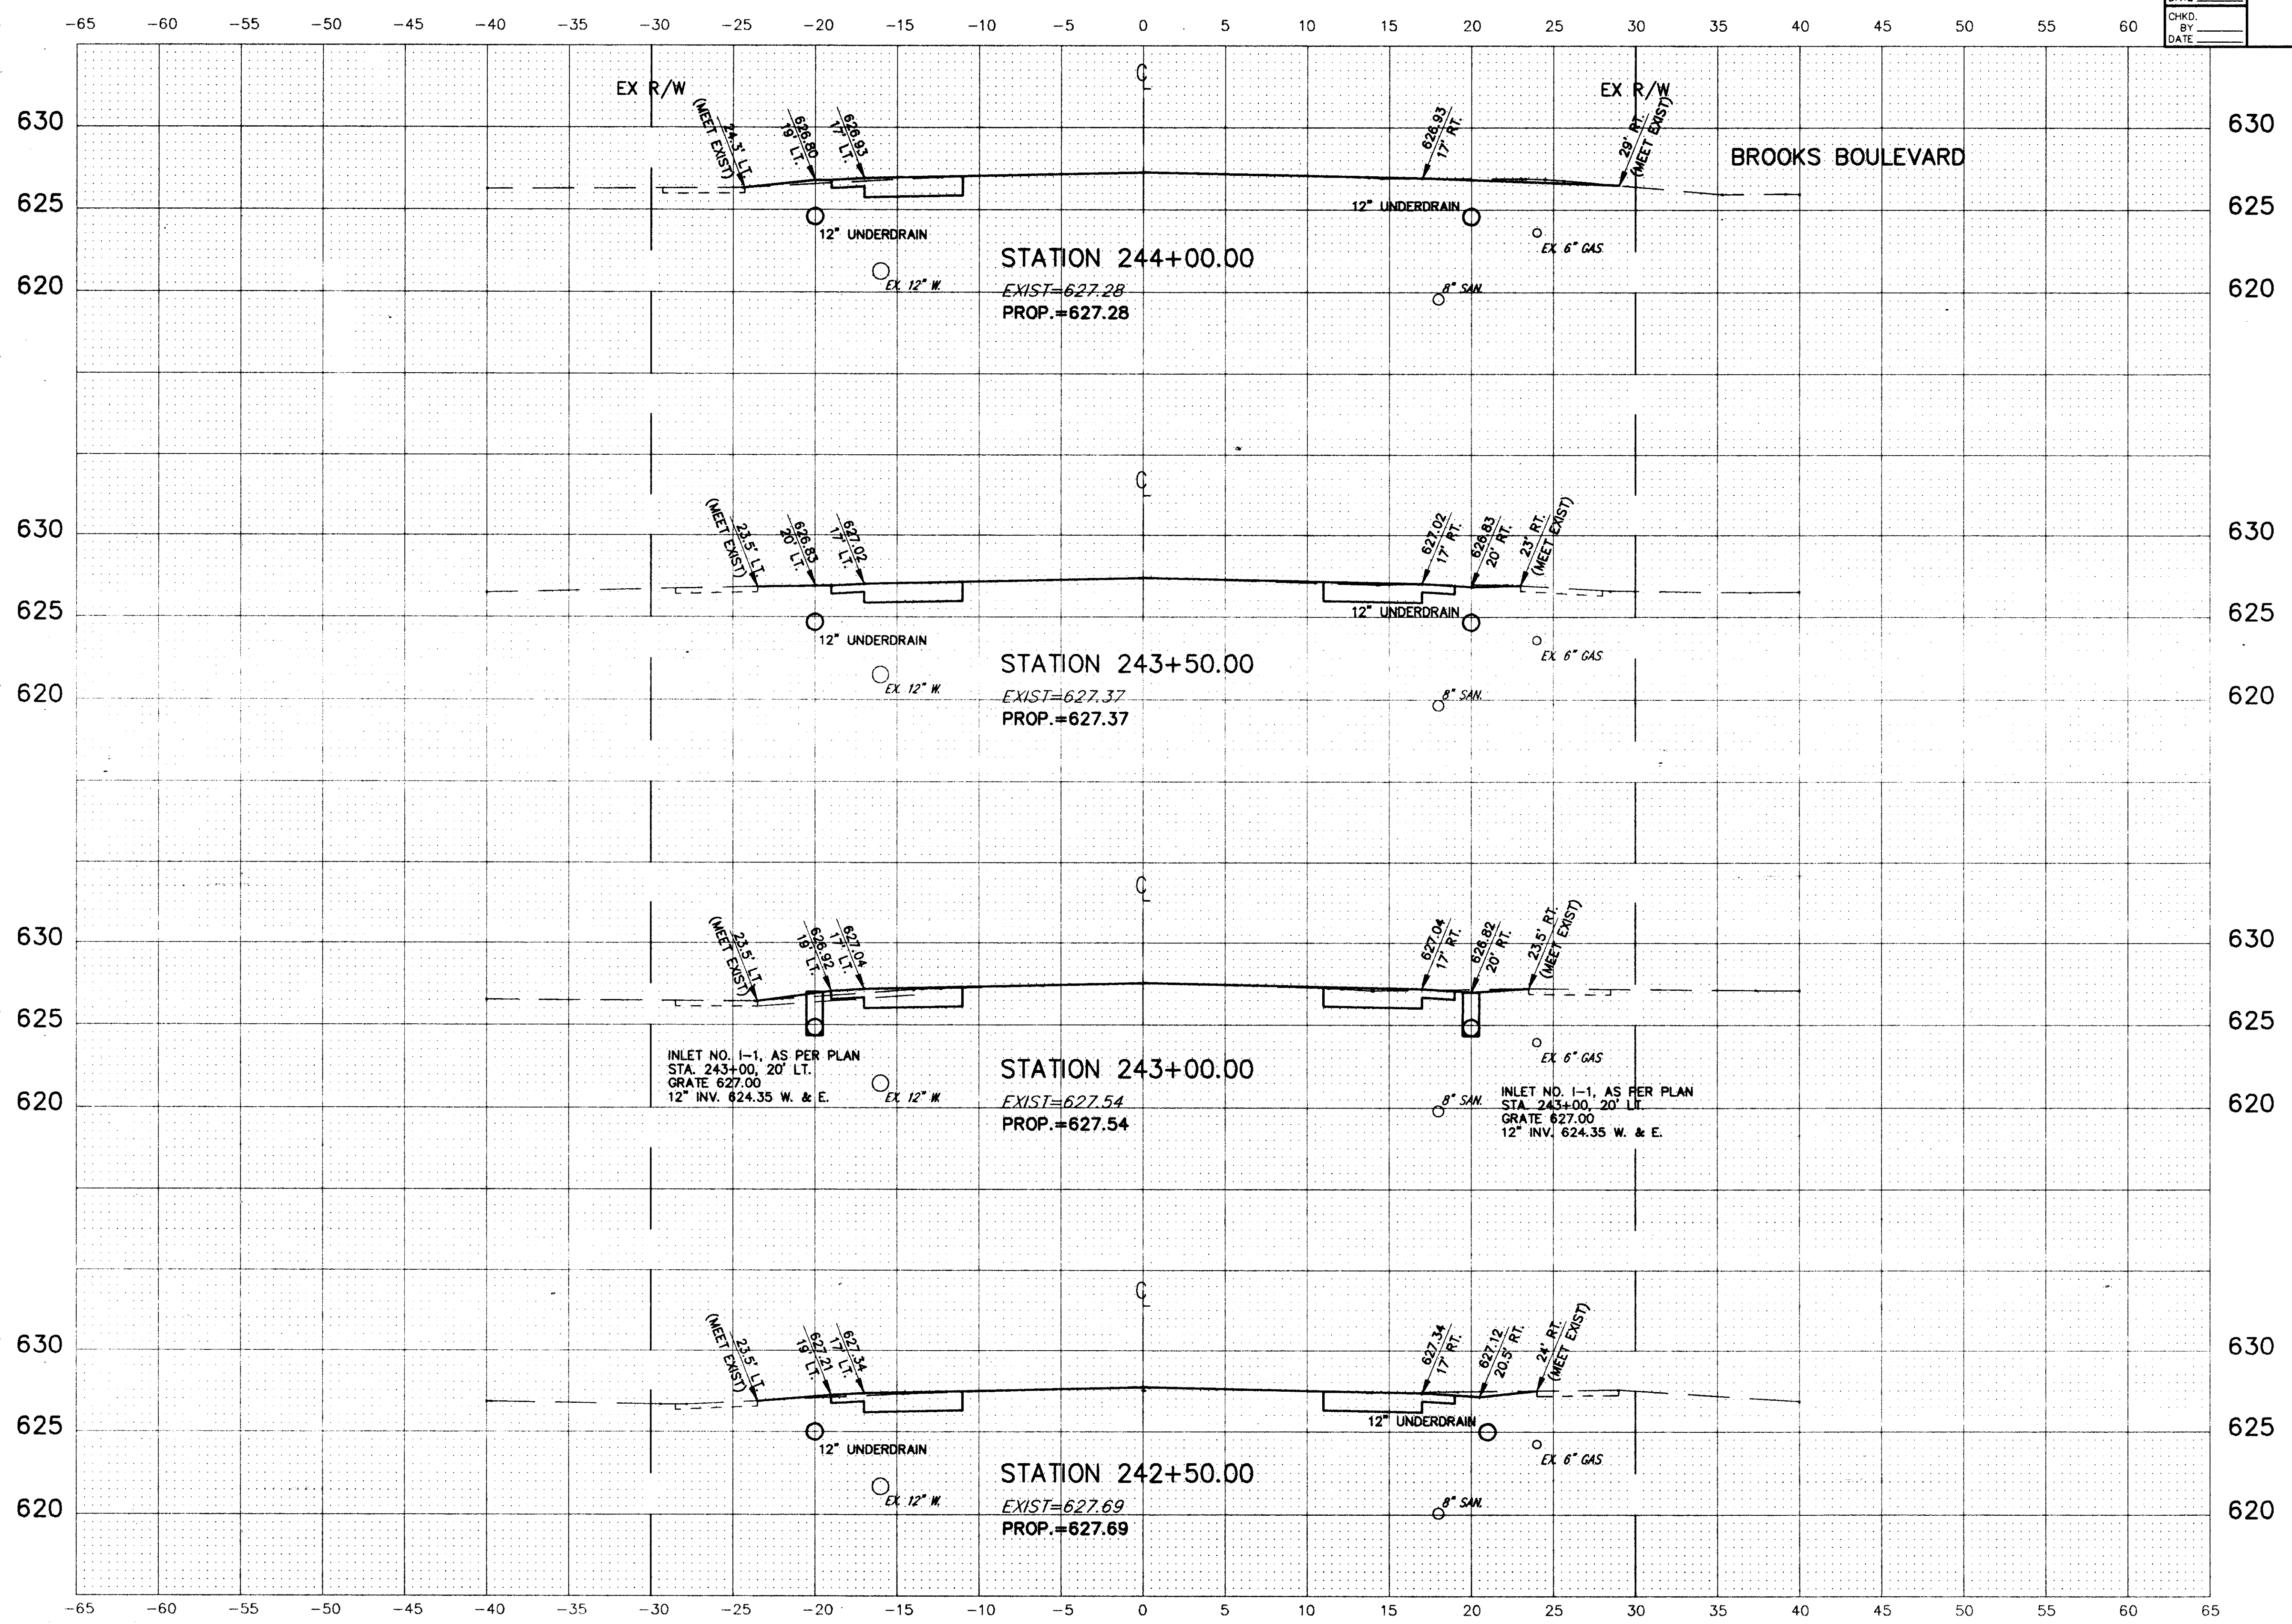 -65 -60 -55 -50 -45 -40 -35 -30 -25 -20 -15 -10 -5 0 5 10 15 20 25 30 35 40 45 50 55 60
CHKD.
BY
DATE
EX R/W
EX R/W
℄
630
630
(MEET EXIST)
24.3' LT.
626.80
19' LT.
626.93
17' LT.
626.93
17' RT.
29' RT.
(MEET EXIST)
BROOKS BOULEVARD
625
625
12" UNDERDRAIN
12" UNDERDRAIN
EX. 12" W.
EX. 6" GAS
8" SAN.
STATION 244+00.00
EXIST=627.28
PROP.=627.28
620
620
℄
630
630
(MEET EXIST)
23.5' LT.
626.83
20' LT.
627.02
17' LT.
627.02
17' RT.
626.83
20' RT.
23' RT.
(MEET EXIST)
625
625
12" UNDERDRAIN
12" UNDERDRAIN
EX. 12" W.
EX. 6" GAS
8" SAN.
STATION 243+50.00
EXIST=627.37
PROP.=627.37
620
620
℄
630
630
(MEET EXIST)
23.5' LT.
626.92
19' LT.
627.04
17' LT.
627.04
17' RT.
626.82
20' RT.
23.5' RT.
(MEET EXIST)
625
625
INLET NO. I-1, AS PER PLAN
STA. 243+00, 20' LT.
GRATE 627.00
12" INV. 624.35 W. & E.
EX. 12" W.
STATION 243+00.00
EXIST=627.54
PROP.=627.54
EX. 6" GAS
8" SAN.
INLET NO. I-1, AS PER PLAN
STA. 243+00, 20' LT.
GRATE 627.00
12" INV. 624.35 W. & E.
620
620
℄
630
630
(MEET EXIST)
23.5' LT.
627.21
19' LT.
627.34
17' LT.
627.34
17' RT.
627.12
20.5' RT.
24' RT.
(MEET EXIST)
625
625
12" UNDERDRAIN
12" UNDERDRAIN
EX. 12" W.
EX. 6" GAS
8" SAN.
STATION 242+50.00
EXIST=627.69
PROP.=627.69
620
620
-65 -60 -55 -50 -45 -40 -35 -30 -25 -20 -15 -10 -5 0 5 10 15 20 25 30 35 40 45 50 55 60 65